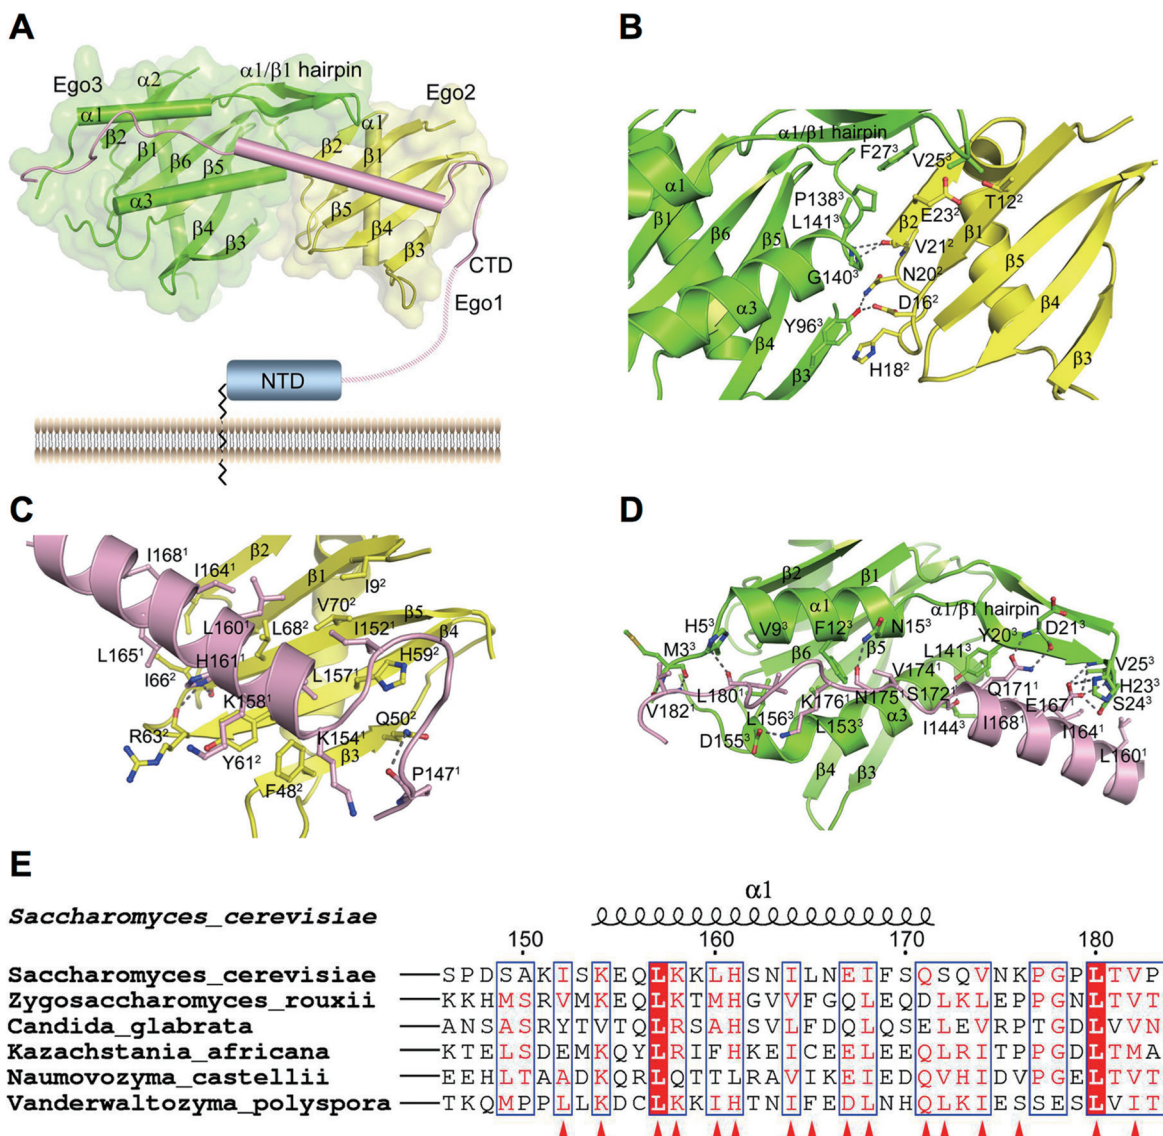 A
Ego3
α2
α1/β1 hairpin
Ego2
α1
β2
β1
β6
β5
α3
β4
β3
α1
β2
β1
β5
β4
β3
CTD
Ego1
NTD
B
α1/β1 hairpin
F27³
V25³
α1
P138³
E23²
T12²
β1
L141³
β2
β1
β6
β5
V21²
β5
G140³
N20²
α3
D16²
β4
Y96³
β4
H18²
β3
β3
C
I168¹
β2
I164¹
β1
I9²
V70²
β5
L160¹
L68²
I152¹
β4
L165¹
H161¹
H59²
I66²
L157¹
K158¹
Q50²
R63²
K154¹
Y61²
β3
P147¹
F48²
D
β2
β1
H5³
α1
α1/β1 hairpin
V9³
F12³
N15³
Y20³
D21³
M3³
β6
β5
L141³
V174¹
V25³
L180¹
Q171¹
H23³
V182¹
K176¹
N175¹
S172¹
E167¹
S24³
L156³
α3
I168¹
I164¹
D155³
L153³
I144³
L160¹
β4
β3
E
α1
Saccharomyces_cerevisiae
150 160 170 180
Saccharomyces_cerevisiae SPDSAKISKEQLKKLHSNILNEIFSQSQVNKPGPLTVP
Zygosaccharomyces_rouxii KKHMSRVMKEQLKTMHGVVFGQLEQDLKLEPPGNLTVT
Candida_glabrata ANSASRYTVTQLRSAHSVLFDQLQSELEVRPTGDLVVN
Kazachstania_africana KTELSDEMKQYLRIFHKEICEELEEQLRITPPGDLTMA
Naumovozyma_castellii EEHLTAADKQRLQTTLRAVIKEIEDQVHIDVPGELTVT
Vanderwaltozyma_polyspora TKQMPPLLKDCLKKIHTNIFEDLNHQLKIESSESLVIT